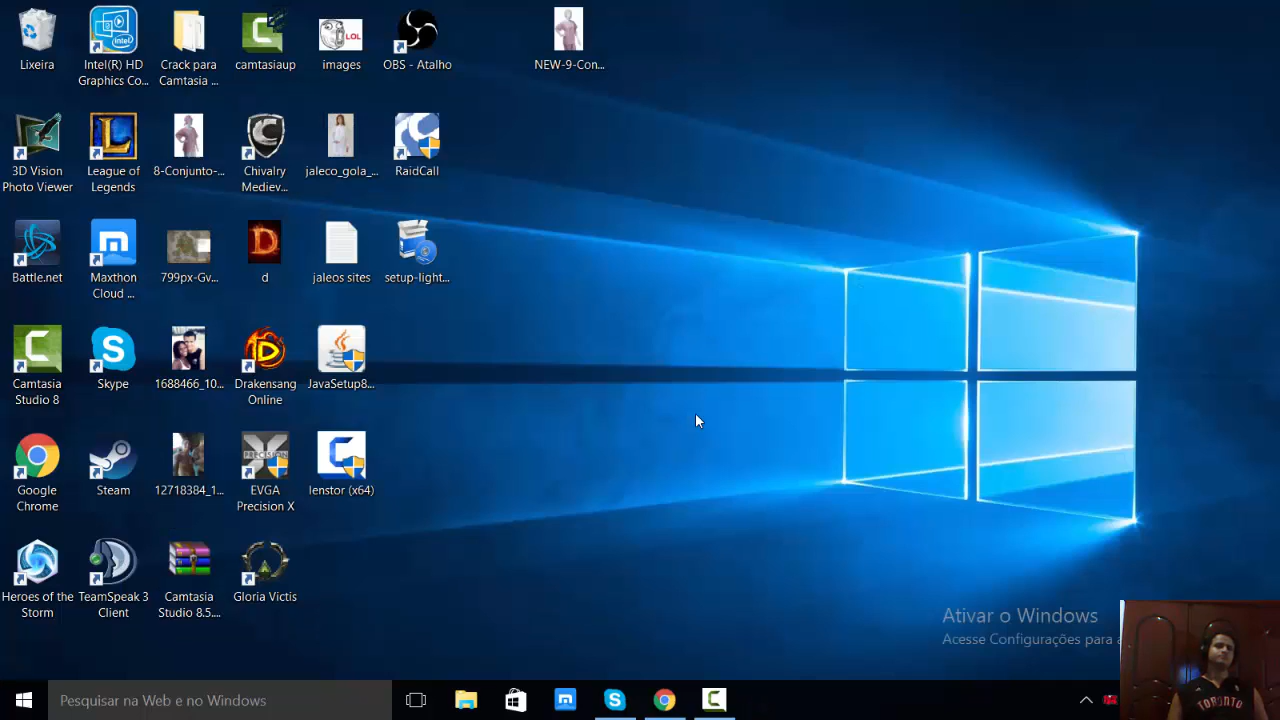 Lixeira
Intel(R) HD
Graphics Co...
Crack para
Camtasia ...
camtasiaup
LOL
images
OBS - Atalho
NEW-9-Con...
3D Vision
Photo Viewer
L
League of
Legends
8-Conjunto-...
C
Chivalry
Mediev...
jaleco_gola_...
RaidCall
Battle.net
Maxthon
Cloud ...
799px-Gv...
D
d
jaleos sites
setup-light...
Camtasia
Studio 8
Skype
1688466_10...
Drakensang
Online
JavaSetup8...
Google
Chrome
Steam
12718384_1...
PRECISION
EVGA
Precision X
lenstor (x64)
Heroes of the
Storm
TeamSpeak 3
Client
Camtasia
Studio 8.5....
Gloria Victis
Ativar o Windows
Acesse Configurações para a
TORONTO
Pesquisar na Web e no Windows